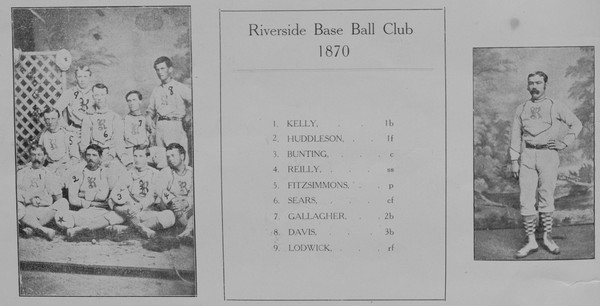 Riverside Base Ball Club
1870
1. KELLY, . . . 1b
2. HUDDLESON, . . . 1f
3. BUNTING, . . . . c
4. REILLY, . . . . ss
5. FITZSIMMONS, . . . p
6. SEARS, . . . . cf
7. GALLAGHER, . . . 2b
8. DAVIS, . . . . 3b
9. LODWICK, . . . rf